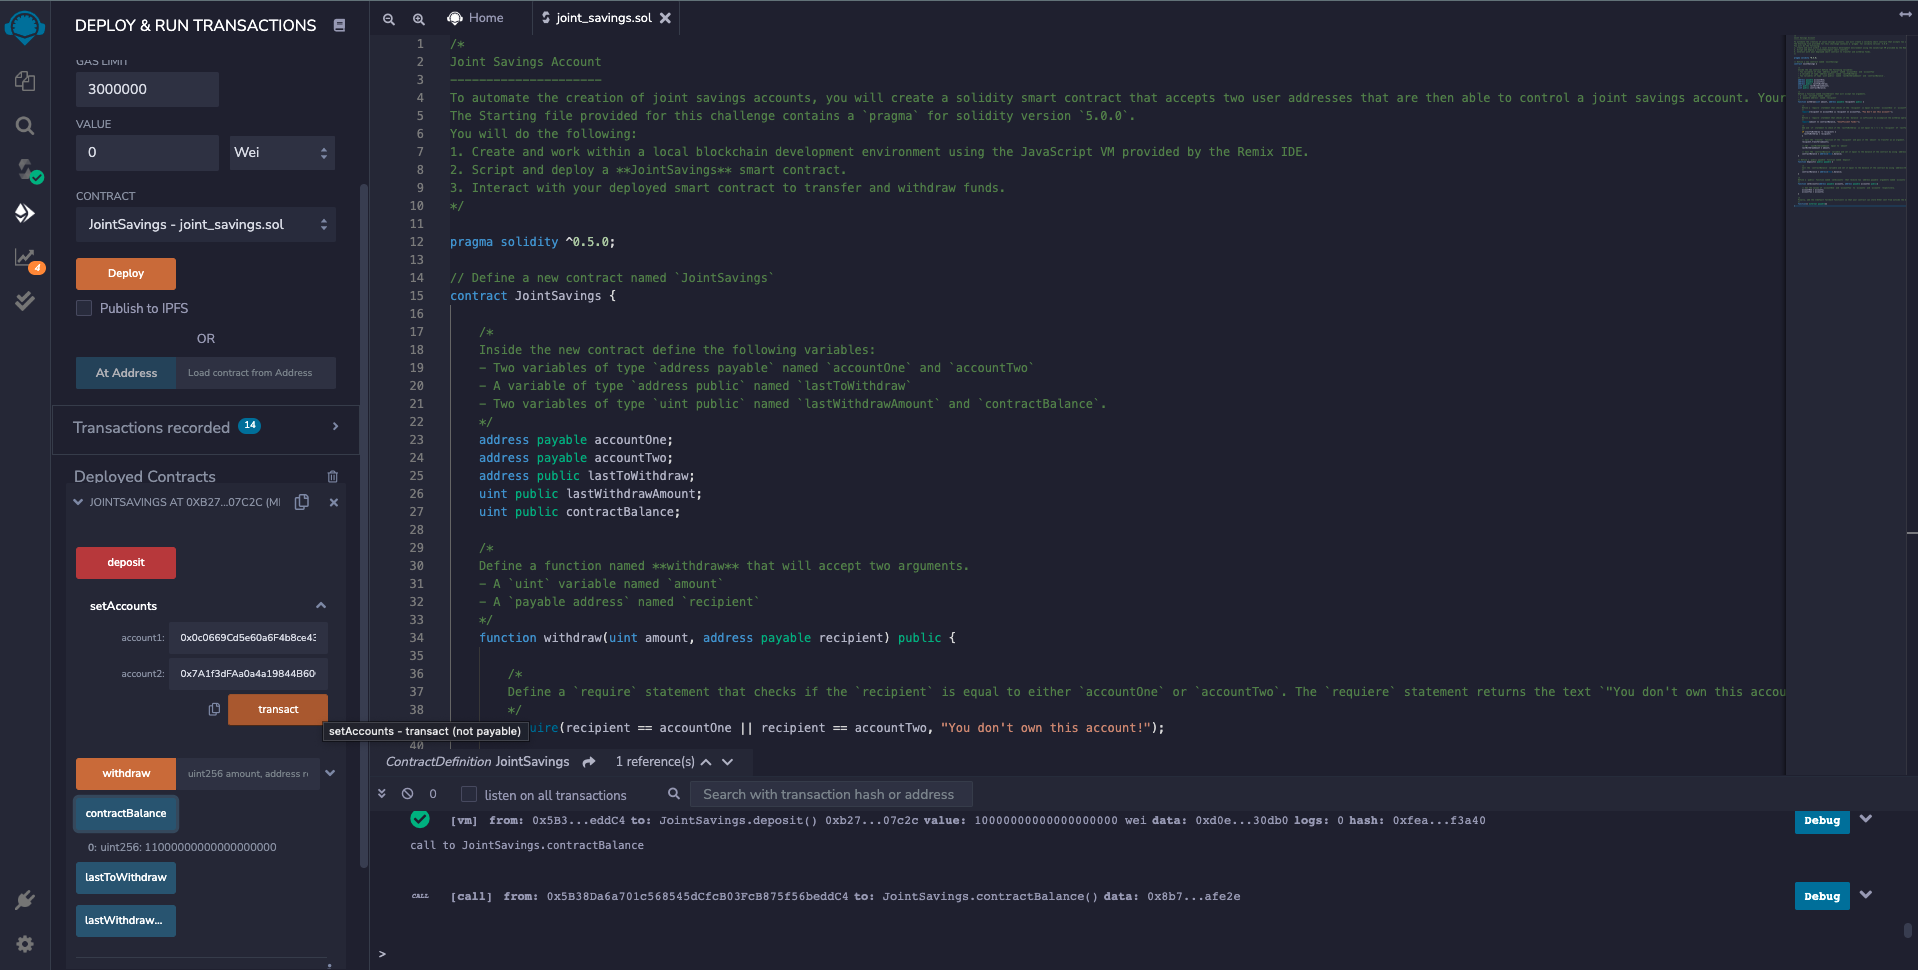 DEPLOY & RUN TRANSACTIONS
GAS LIMIT
3000000
VALUE
0
Wei
CONTRACT
JointSavings - joint_savings.sol
Deploy
Publish to IPFS
OR
At Address
Load contract from Address
Transactions recorded 14
Deployed Contracts
JOINTSAVINGS AT 0XB27...07C2C (M
deposit
setAccounts
account1: 0x0c0669Cd5e60a6F4b8ce43
account2: 0x7A1f3dFAa0a4a19844B60
transact
setAccounts - transact (not payable)
withdraw
uint256 amount, address r
contractBalance
0: uint256: 11000000000000000000
lastToWithdraw
lastWithdraw...
4
Home
joint_savings.sol
1 /*
2 Joint Savings Account
3 ---------------------
4 To automate the creation of joint savings accounts, you will create a solidity smart contract that accepts two user addresses that are then able to control a joint savings account. Your
5 The Starting file provided for this challenge contains a `pragma` for solidity version `5.0.0`.
6 You will do the following:
7 1. Create and work within a local blockchain development environment using the JavaScript VM provided by the Remix IDE.
8 2. Script and deploy a **JointSavings** smart contract.
9 3. Interact with your deployed smart contract to transfer and withdraw funds.
10 */
11
12 pragma solidity ^0.5.0;
13
14 // Define a new contract named `JointSavings`
15 contract JointSavings {
16
17 /*
18 Inside the new contract define the following variables:
19 - Two variables of type `address payable` named `accountOne` and `accountTwo`
20 - A variable of type `address public` named `lastToWithdraw`
21 - Two variables of type `uint public` named `lastWithdrawAmount` and `contractBalance`.
22 */
23 address payable accountOne;
24 address payable accountTwo;
25 address public lastToWithdraw;
26 uint public lastWithdrawAmount;
27 uint public contractBalance;
28
29 /*
30 Define a function named **withdraw** that will accept two arguments.
31 - A `uint` variable named `amount`
32 - A `payable address` named `recipient`
33 */
34 function withdraw(uint amount, address payable recipient) public {
35
36 /*
37 Define a `require` statement that checks if the `recipient` is equal to either `accountOne` or `accountTwo`. The `requiere` statement returns the text `"You don't own this accou
38 */
uire(recipient == accountOne || recipient == accountTwo, "You don't own this account!");
40
ContractDefinition JointSavings 1 reference(s)
0 listen on all transactions Search with transaction hash or address
[vm] from: 0x5B3...eddC4 to: JointSavings.deposit() 0xb27...07c2c value: 10000000000000000000 wei data: 0xd0e...30db0 logs: 0 hash: 0xfea...f3a40
Debug
call to JointSavings.contractBalance
CALL [call] from: 0x5B38Da6a701c568545dCfcB03FcB875f56beddC4 to: JointSavings.contractBalance() data: 0x8b7...afe2e
Debug
>